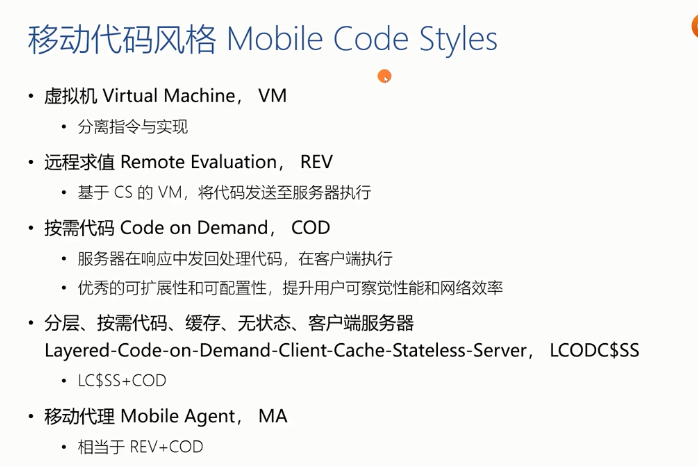 移动代码风格 Mobile Code Styles
• 虚拟机 Virtual Machine， VM
• 分离指令与实现
• 远程求值 Remote Evaluation， REV
• 基于 CS 的 VM，将代码发送至服务器执行
• 按需代码 Code on Demand， COD
• 服务器在响应中发回处理代码，在客户端执行
• 优秀的可扩展性和可配置性，提升用户可察觉性能和网络效率
• 分层、按需代码、缓存、无状态、客户端服务器
Layered-Code-on-Demand-Client-Cache-Stateless-Server， LCODC$SS
• LC$SS+COD
• 移动代理 Mobile Agent， MA
• 相当于 REV+COD